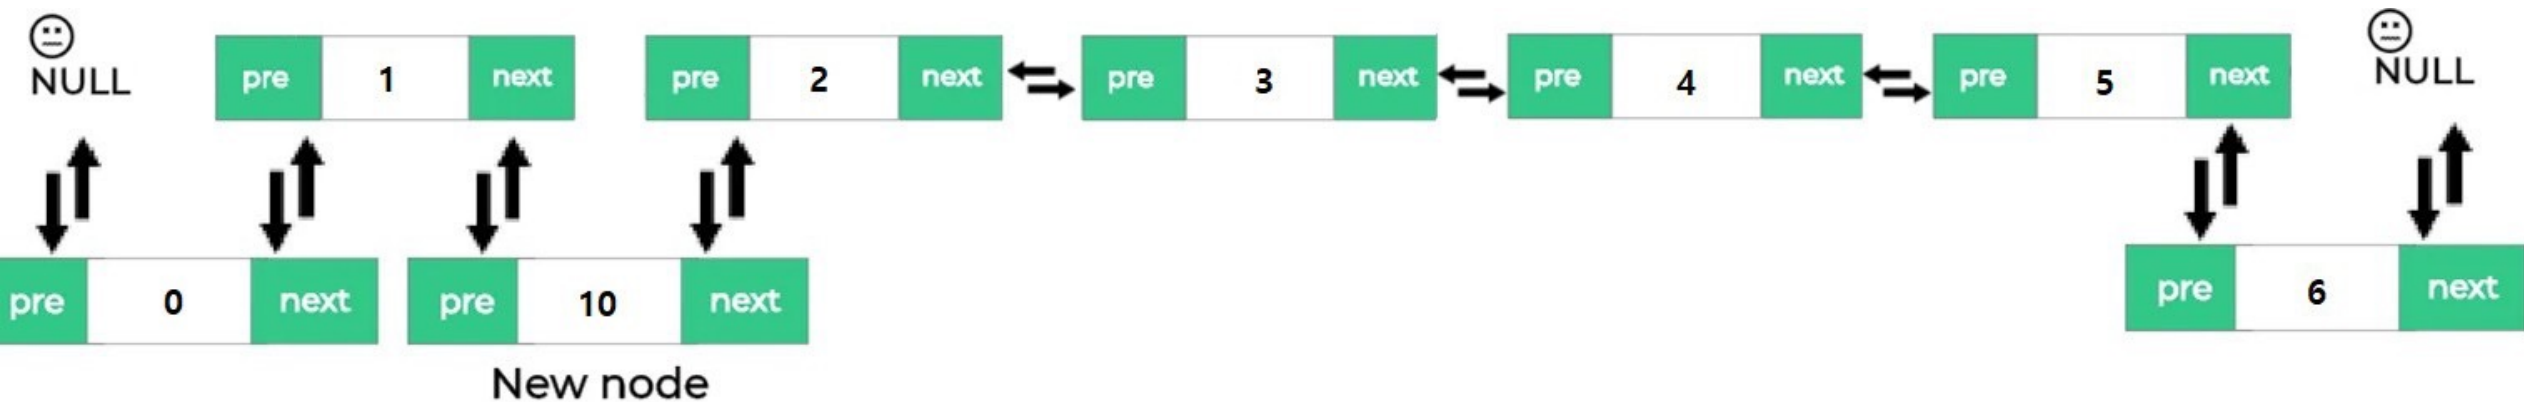 NULL
pre 1 next
pre 2 next
pre 3 next
pre 4 next
pre 5 next
NULL
pre 0 next
pre 10 next
pre 6 next
New node